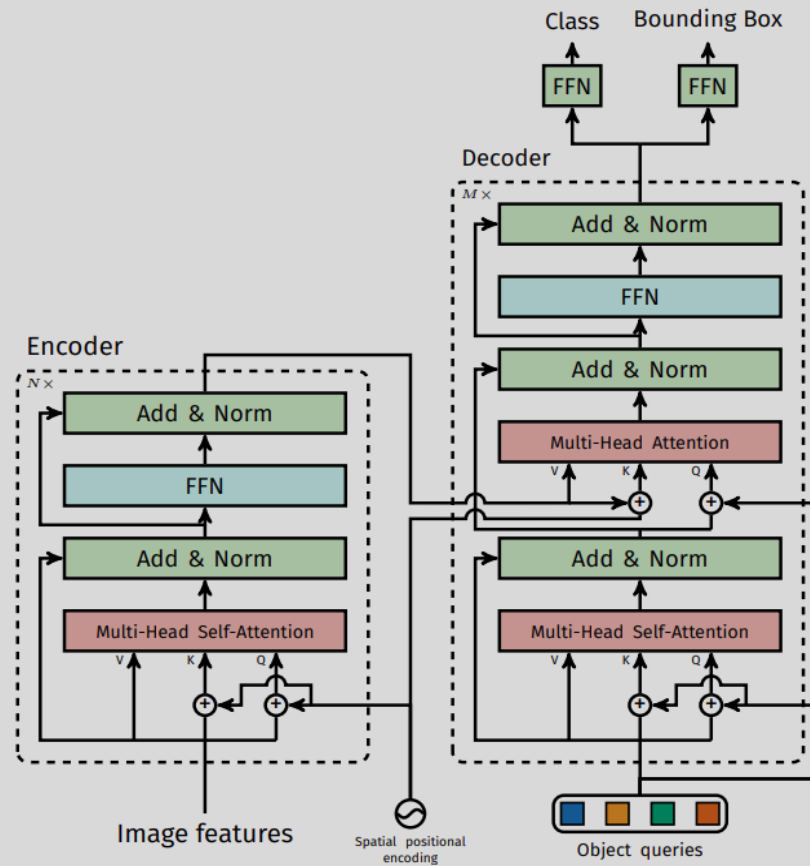 Class
Bounding Box
FFN
FFN
Decoder
M ×
Add & Norm
FFN
Add & Norm
Multi-Head Attention
V
K
Q
+
+
Add & Norm
Multi-Head Self-Attention
V
K
Q
+
+
Object queries
Encoder
N ×
Add & Norm
FFN
Add & Norm
Multi-Head Self-Attention
V
K
Q
+
+
Image features
Spatial positional
encoding